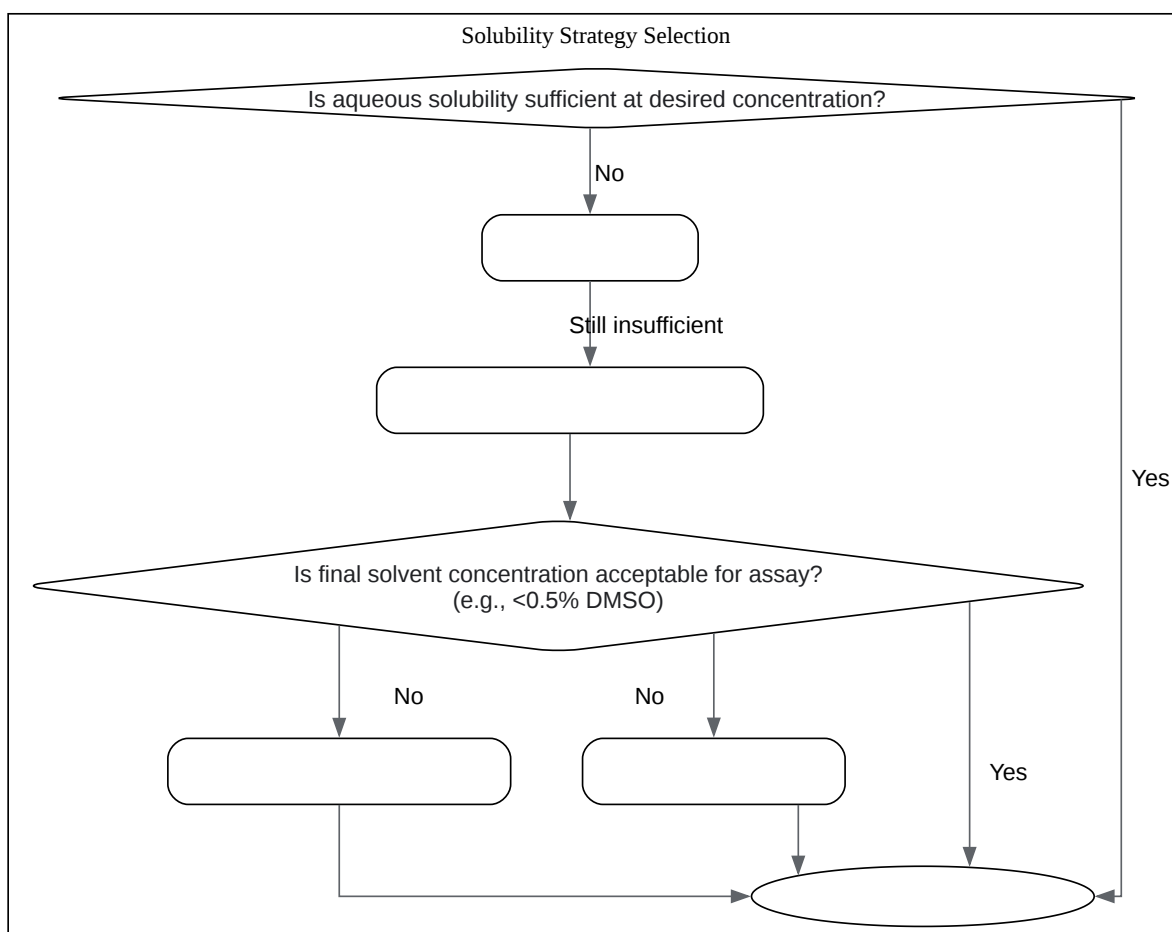 Solubility Strategy Selection
Is aqueous solubility sufficient at desired concentration?
No
Still insufficient
Yes
Is final solvent concentration acceptable for assay?
(e.g., <0.5% DMSO)
No
No
Yes